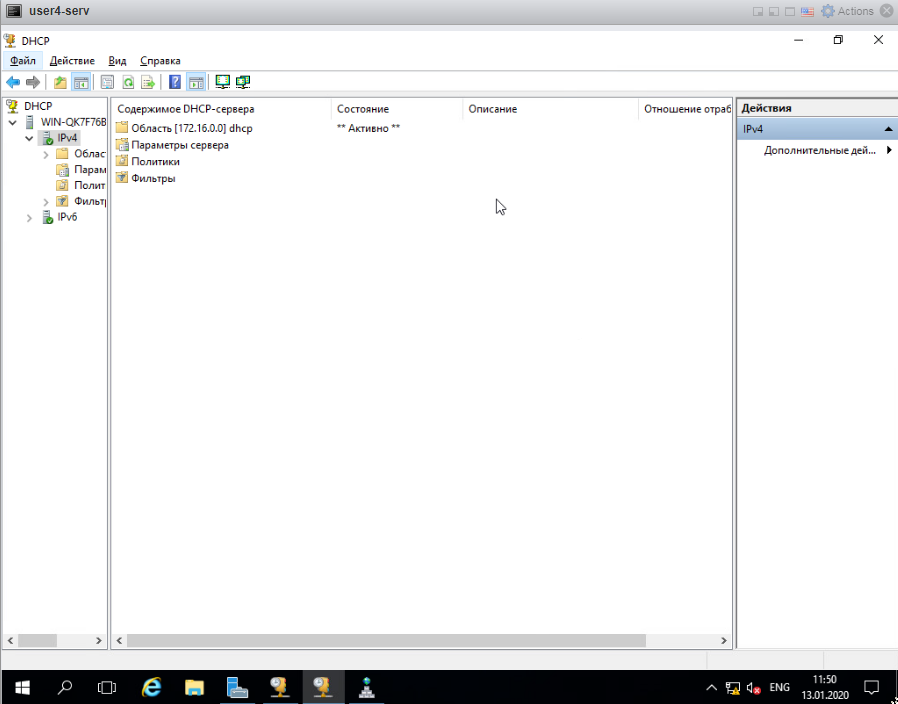 user4-serv
Actions
DHCP
Файл Действие Вид Справка
DHCP
WIN-QK7F76B
IPv4
Облас
Парам
Полит
Фильт
IPv6
Содержимое DHCP-сервера Состояние Описание Отношение отраб
Область [172.16.0.0] dhcp ** Активно **
Параметры сервера
Политики
Фильтры
Действия
IPv4
Дополнительные дей...
ENG
11:50
13.01.2020